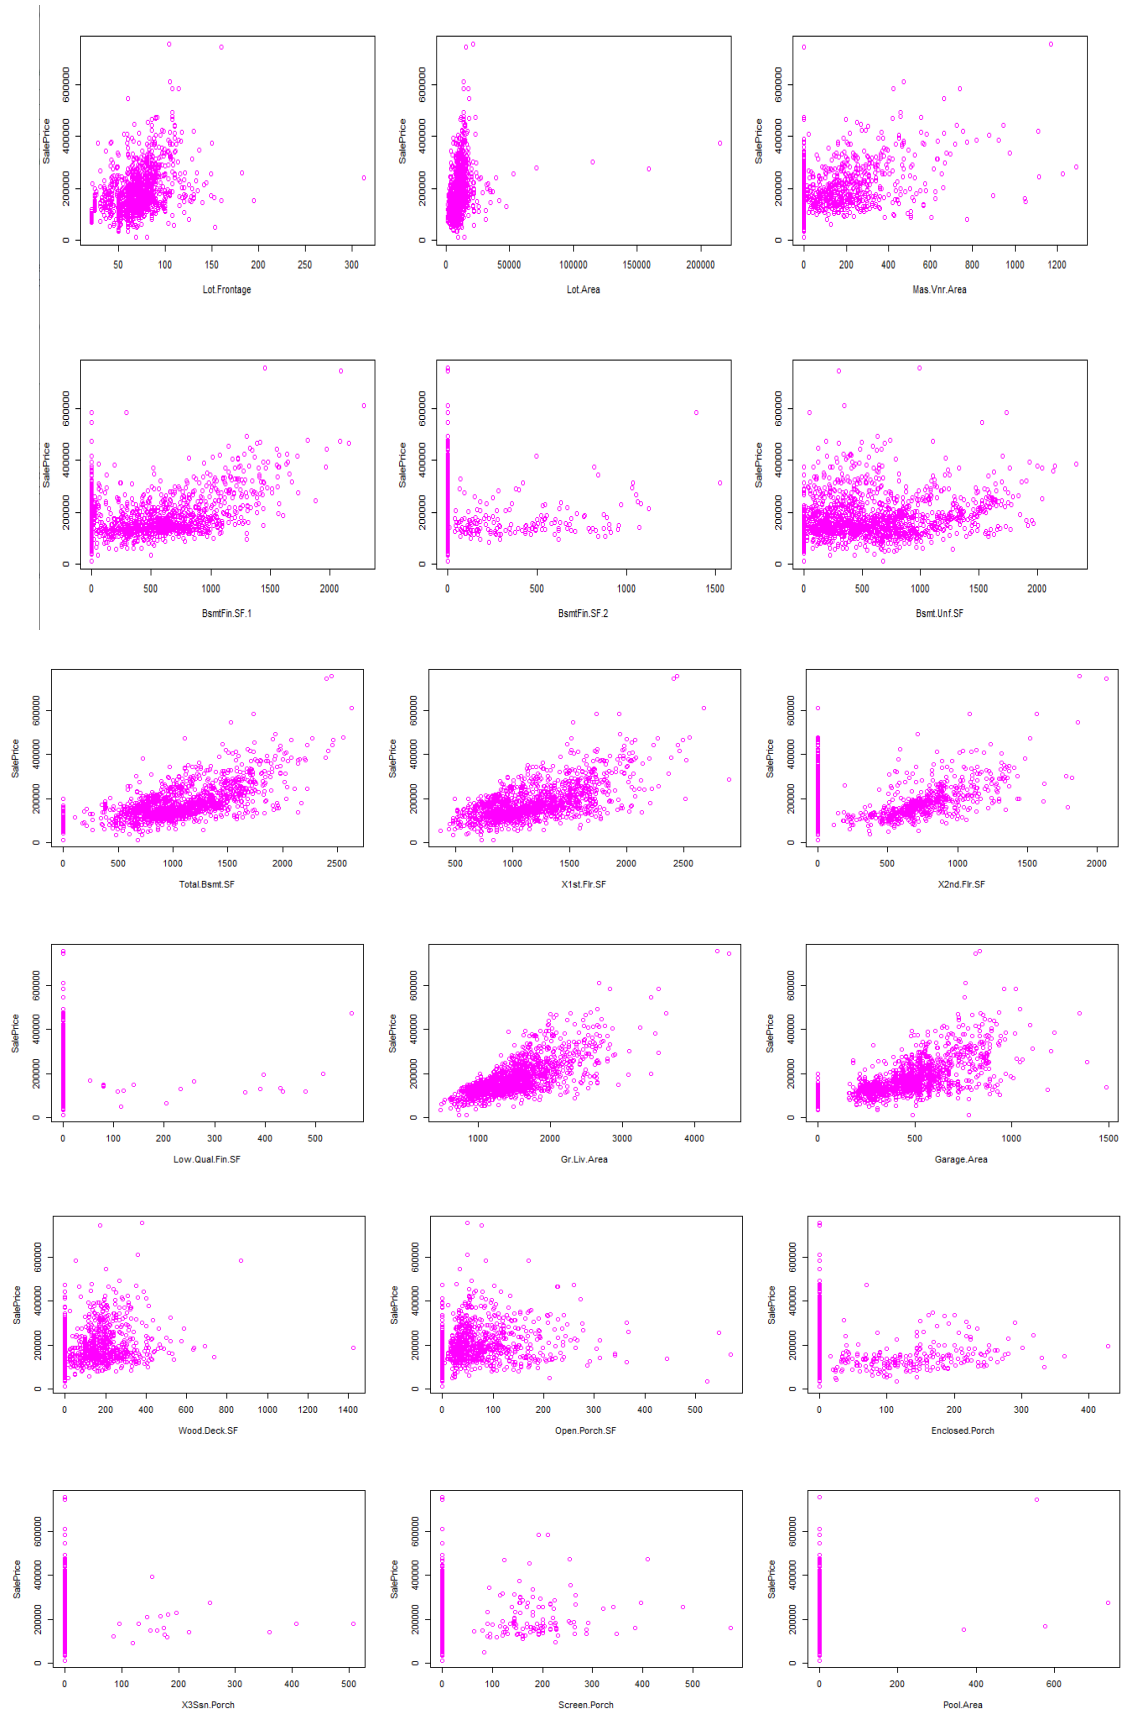 SalePrice
0 200000 400000 600000
50 100 150 200 250 300
Lot.Frontage
SalePrice
0 200000 400000 600000
0 50000 100000 150000 200000
Lot.Area
SalePrice
0 200000 400000 600000
0 200 400 600 800 1000 1200
Mas.Vnr.Area
SalePrice
0 200000 400000 600000
0 500 1000 1500 2000
BsmtFin.SF.1
SalePrice
0 200000 400000 600000
0 500 1000 1500
BsmtFin.SF.2
SalePrice
0 200000 400000 600000
0 500 1000 1500 2000
Bsmt.Unf.SF
SalePrice
0 200000 400000 600000
0 500 1000 1500 2000 2500
Total.Bsmt.SF
SalePrice
0 200000 400000 600000
500 1000 1500 2000 2500
X1st.Flr.SF
SalePrice
0 200000 400000 600000
0 500 1000 1500 2000
X2nd.Flr.SF
SalePrice
0 200000 400000 600000
0 100 200 300 400 500
Low.Qual.Fin.SF
SalePrice
0 200000 400000 600000
1000 2000 3000 4000
Gr.Liv.Area
SalePrice
0 200000 400000 600000
0 500 1000 1500
Garage.Area
SalePrice
0 200000 400000 600000
0 200 400 600 800 1000 1200 1400
Wood.Deck.SF
SalePrice
0 200000 400000 600000
0 100 200 300 400 500
Open.Porch.SF
SalePrice
0 200000 400000 600000
0 100 200 300 400
Enclosed.Porch
SalePrice
0 200000 400000 600000
0 100 200 300 400 500
X3Ssn.Porch
SalePrice
0 200000 400000 600000
0 100 200 300 400 500
Screen.Porch
SalePrice
0 200000 400000 600000
0 200 400 600
Pool.Area